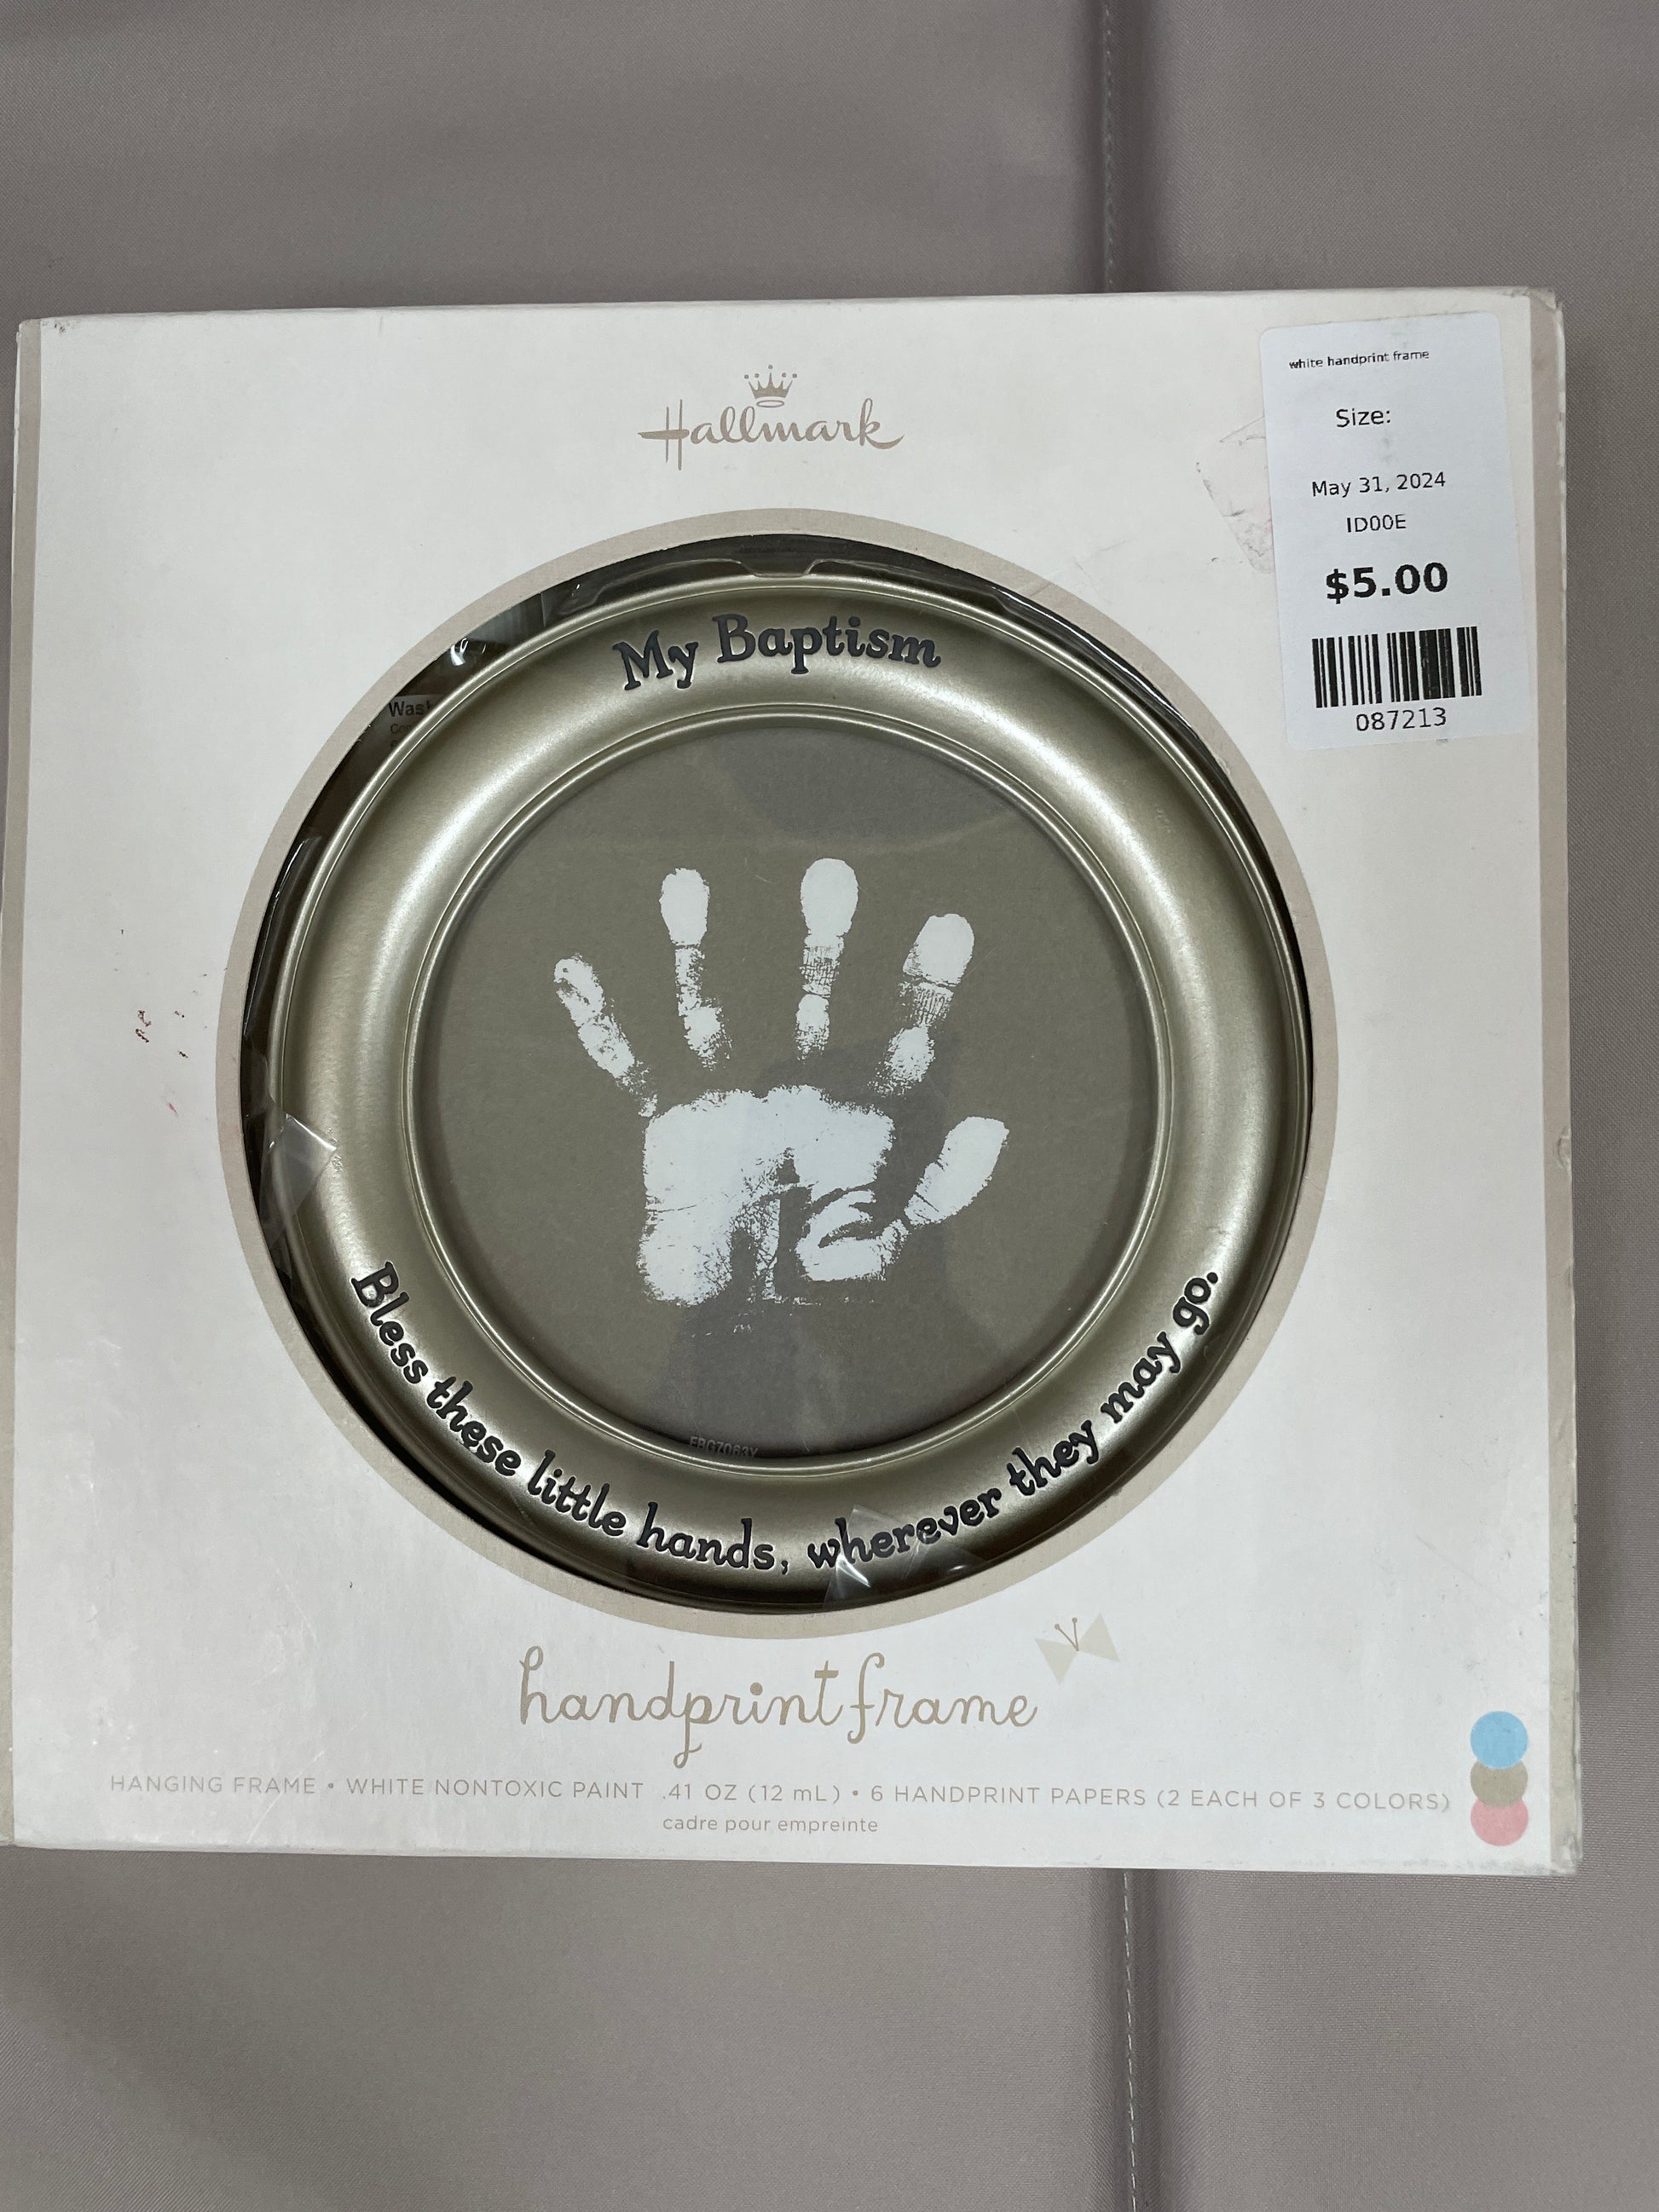 Hallmark
white handprint frame
Size:
May 31, 2024
ID00E
$5.00
087213
My Baptism
Bless these little hands, wherever they may go.
handprint frame
HANGING FRAME • WHITE NONTOXIC PAINT .41 OZ (12 mL) • 6 HANDPRINT PAPERS (2 EACH OF 3 COLORS)
cadre pour empreinte